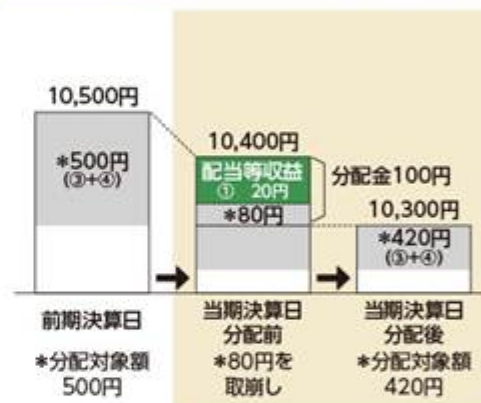 10,500円
*500円
(③+④)
10,400円
配当等収益
① 20円
*80円
分配金100円
10,300円
*420円
(③+④)
前期決算日
当期決算日
分配前
当期決算日
分配後
*分配対象額
500円
*80円を
取崩し
*分配対象額
420円